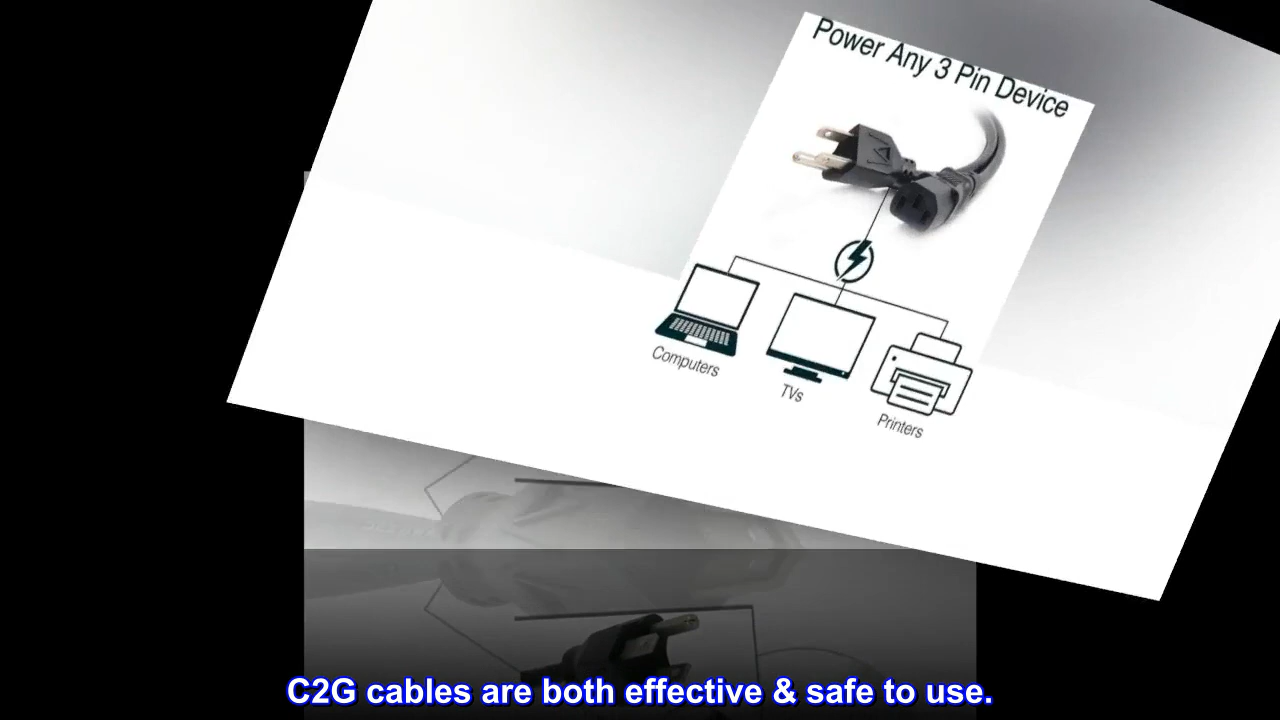 Power Any 3 Pin Device
Computers
TVs
Printers
C2G cables are both effective & safe to use.